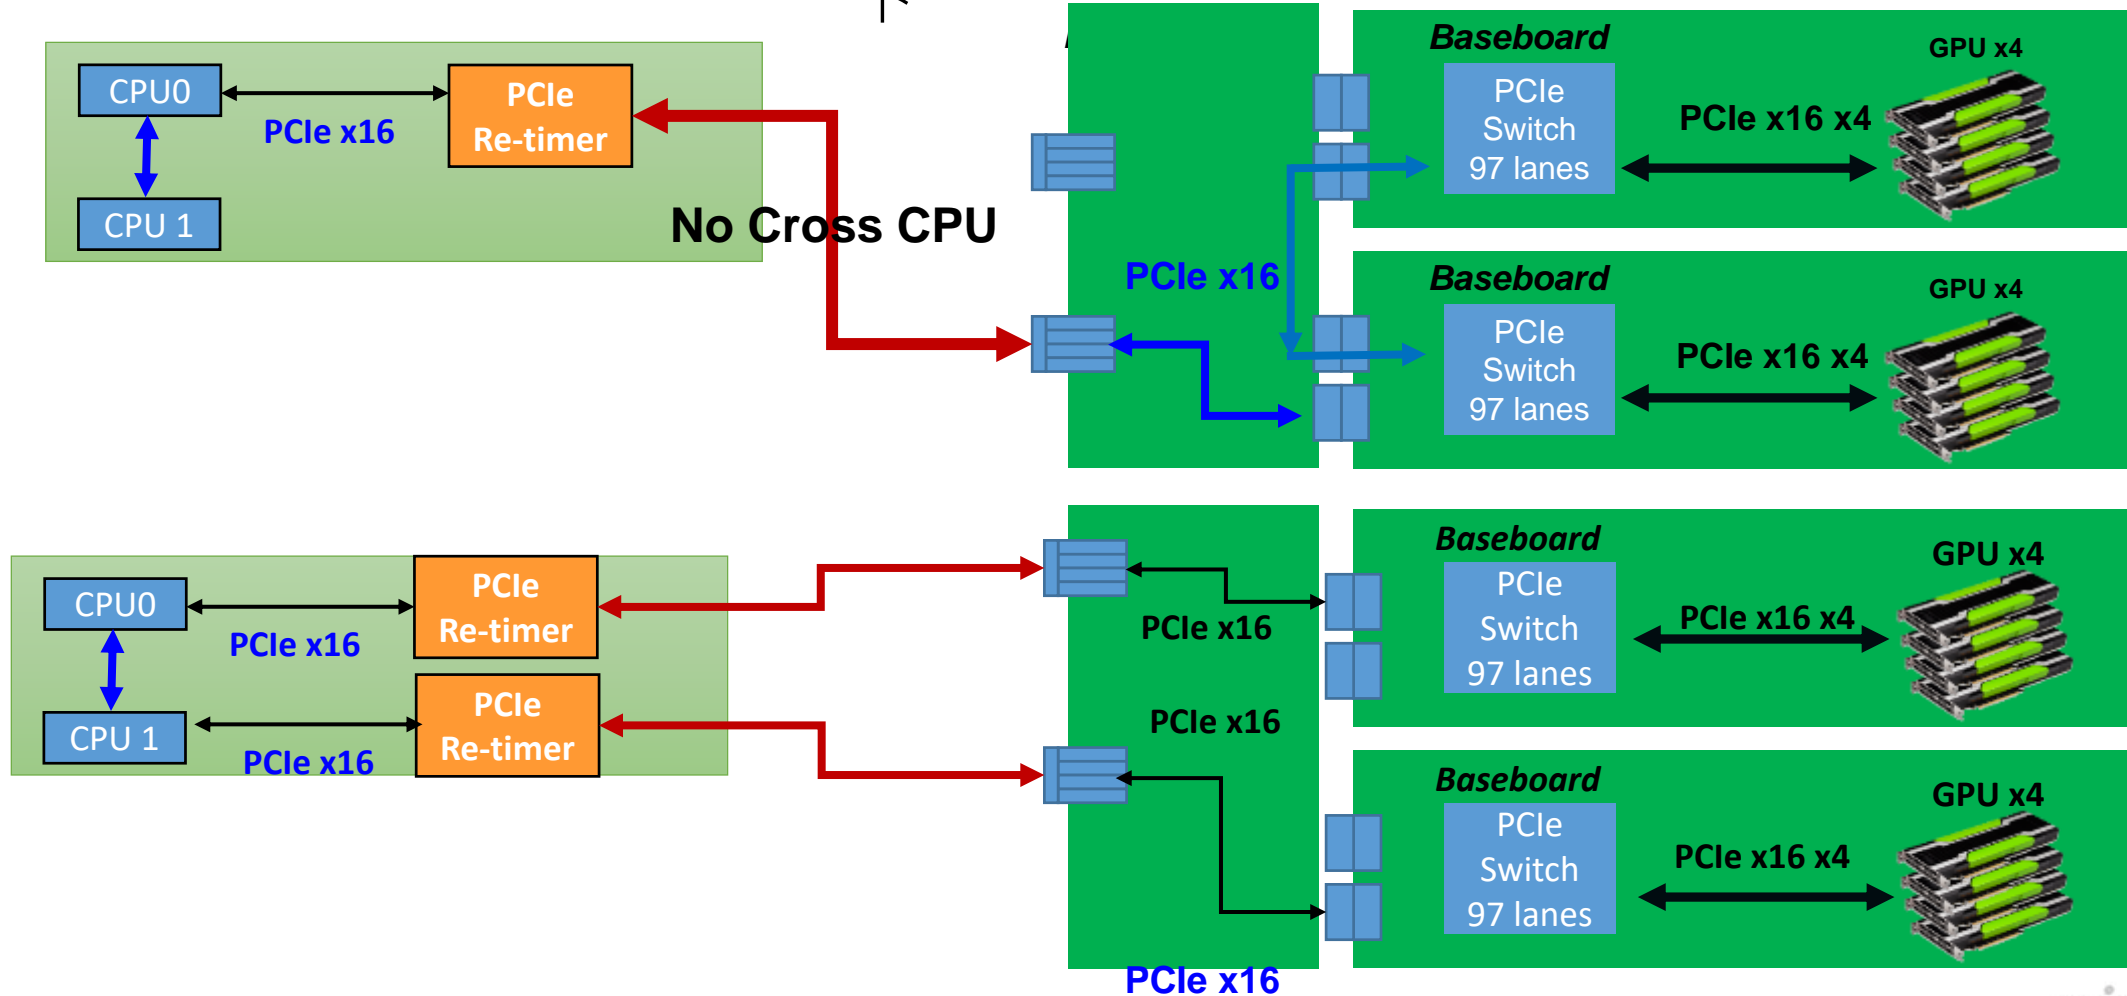 CPU0
PCIe x16
PCIe
Re-timer
CPU 1
No Cross CPU
PCIe x16
Baseboard
PCIe
Switch
97 lanes
PCIe x16 x4
GPU x4
Baseboard
PCIe
Switch
97 lanes
PCIe x16 x4
GPU x4
CPU0
PCIe x16
PCIe
Re-timer
CPU 1
PCIe x16
PCIe
Re-timer
PCIe x16
PCIe x16
PCIe x16
Baseboard
PCIe
Switch
97 lanes
PCIe x16 x4
GPU x4
Baseboard
PCIe
Switch
97 lanes
PCIe x16 x4
GPU x4